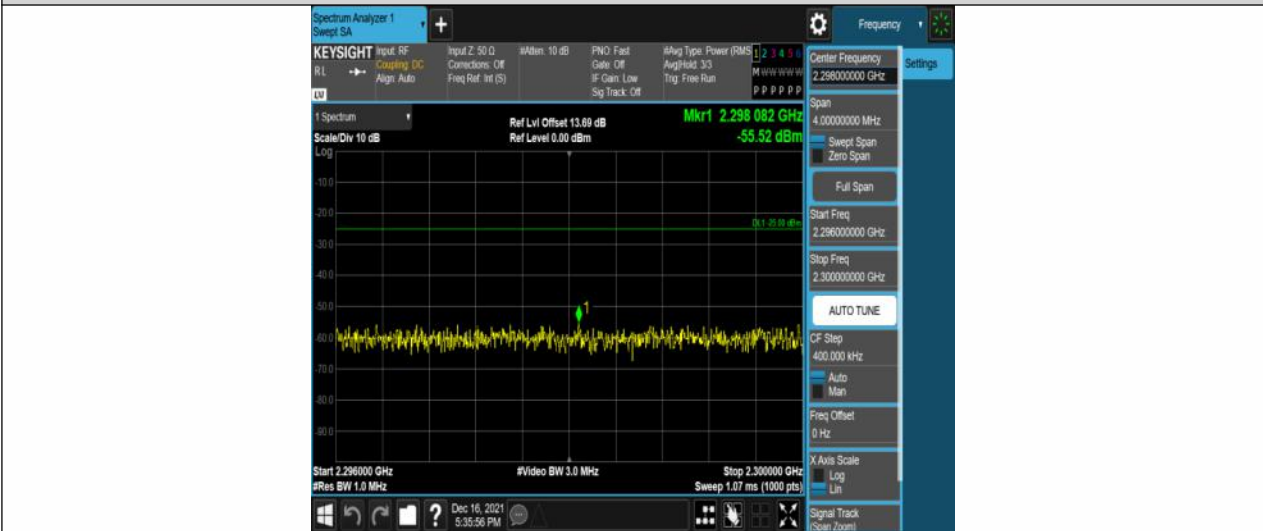 Spectrum Analyzer 1
Swept SA
+
Frequency
KEYSIGHT
Input: RF
Coupling: DC
Align: Auto
Input Z: 50 Ω
Corrections: Off
Freq Ref: Int (S)
#Atten: 10 dB
PNO: Fast
Gate: Off
IF Gain: Low
Sig Track: Off
#Avg Type: Power (RMS
Avg|Hold: 3/3
Trig: Free Run
1 2 3 4 5 6
M W W W W W
P P P P P P
RL
LW
1 Spectrum
Scale/Div 10 dB
Log
Ref Lvl Offset 13.69 dB
Ref Level 0.00 dBm
Mkr1 2.298 082 GHz
-55.52 dBm
-10.0
-20.0
DL1 -25.00 dBm
-30.0
-40.0
-50.0
1
-60.0
-70.0
-80.0
-90.0
Start 2.296000 GHz
#Res BW 1.0 MHz
#Video BW 3.0 MHz
Stop 2.300000 GHz
Sweep 1.07 ms (1000 pts)
?
Dec 16, 2021
5:35:56 PM
Center Frequency
2.298000000 GHz
Settings
Span
4.00000000 MHz
Swept Span
Zero Span
Full Span
Start Freq
2.296000000 GHz
Stop Freq
2.300000000 GHz
AUTO TUNE
CF Step
400.000 kHz
Auto
Man
Freq Offset
0 Hz
X Axis Scale
Log
Lin
Signal Track
(Span Zoom)